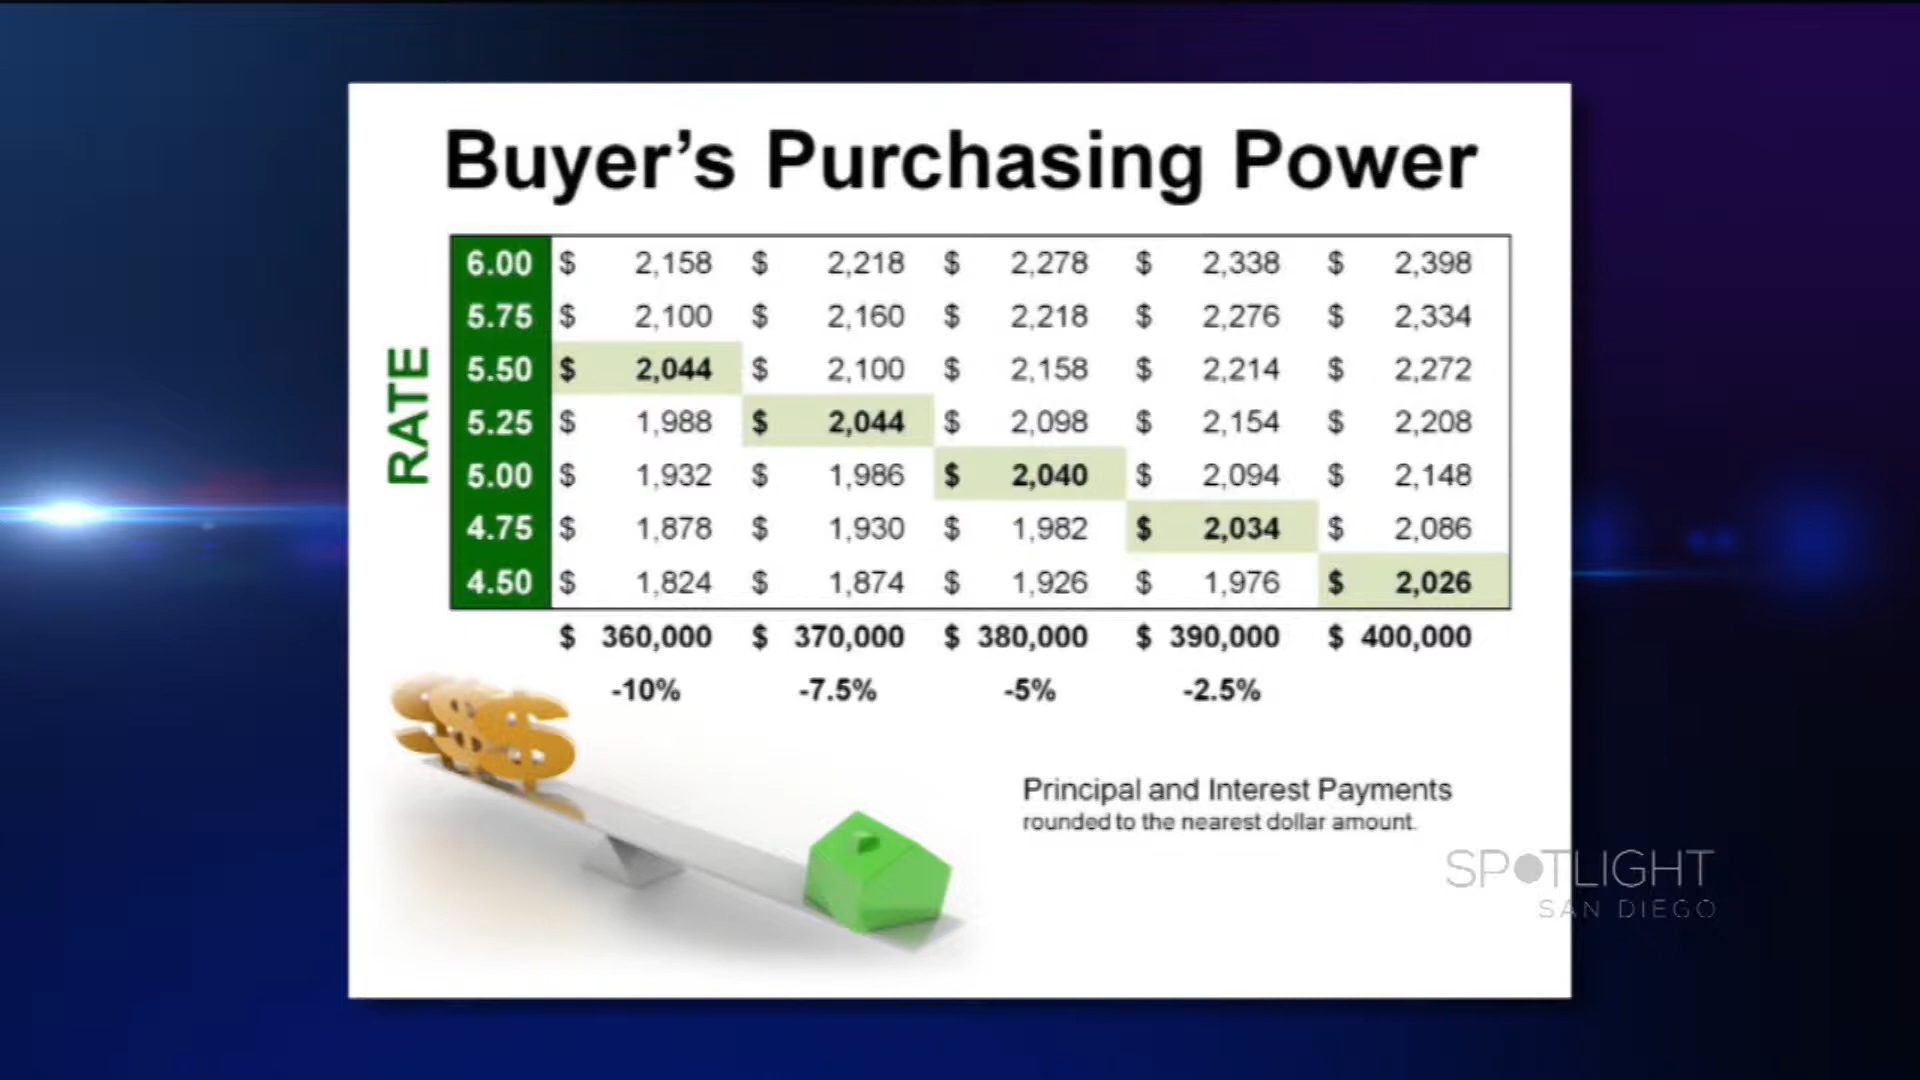 Buyer’s Purchasing Power
RATE
6.00 $ 2,158 $ 2,218 $ 2,278 $ 2,338 $ 2,398
5.75 $ 2,100 $ 2,160 $ 2,218 $ 2,276 $ 2,334
5.50 $ 2,044 $ 2,100 $ 2,158 $ 2,214 $ 2,272
5.25 $ 1,988 $ 2,044 $ 2,098 $ 2,154 $ 2,208
5.00 $ 1,932 $ 1,986 $ 2,040 $ 2,094 $ 2,148
4.75 $ 1,878 $ 1,930 $ 1,982 $ 2,034 $ 2,086
4.50 $ 1,824 $ 1,874 $ 1,926 $ 1,976 $ 2,026
$ 360,000 $ 370,000 $ 380,000 $ 390,000 $ 400,000
-10% -7.5% -5% -2.5%
$$$
Principal and Interest Payments
rounded to the nearest dollar amount.
SPOTLIGHT
SAN DIEGO